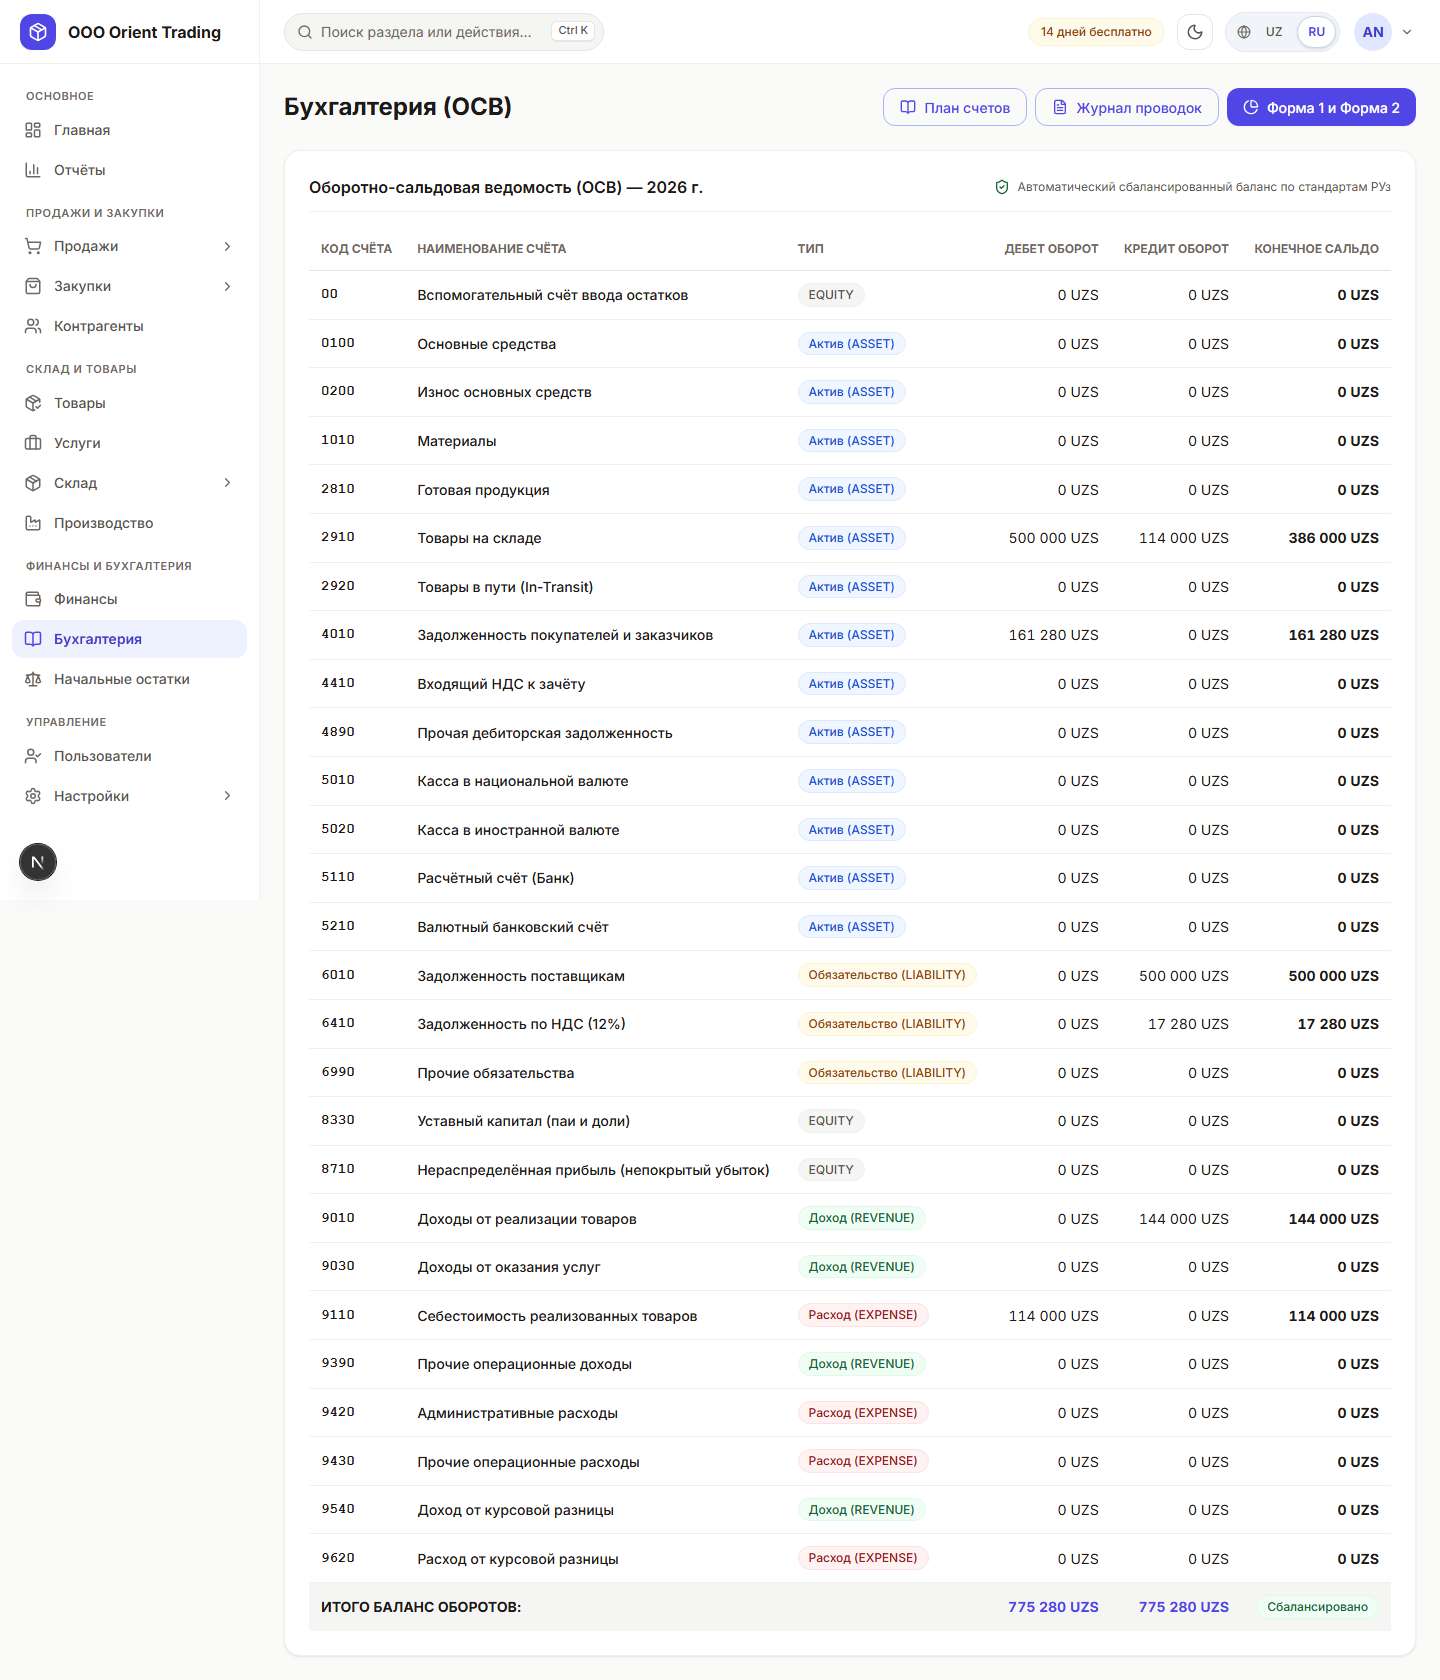 ООО Orient Trading
Поиск раздела или действия...
Ctrl K
14 дней бесплатно
UZ
RU
AN
ОСНОВНОЕ
Главная
Отчёты
ПРОДАЖИ И ЗАКУПКИ
Продажи
Закупки
Контрагенты
СКЛАД И ТОВАРЫ
Товары
Услуги
Склад
Производство
ФИНАНСЫ И БУХГАЛТЕРИЯ
Финансы
Бухгалтерия
Начальные остатки
УПРАВЛЕНИЕ
Пользователи
Настройки
N
Бухгалтерия (ОСВ)
План счетов
Журнал проводок
Форма 1 и Форма 2
Оборотно-сальдовая ведомость (ОСВ) — 2026 г.
Автоматический сбалансированный баланс по стандартам РУз
КОД СЧЁТА НАИМЕНОВАНИЕ СЧЁТА ТИП ДЕБЕТ ОБОРОТ КРЕДИТ ОБОРОТ КОНЕЧНОЕ САЛЬДО
00 Вспомогательный счёт ввода остатков EQUITY 0 UZS 0 UZS 0 UZS
0100 Основные средства Актив (ASSET) 0 UZS 0 UZS 0 UZS
0200 Износ основных средств Актив (ASSET) 0 UZS 0 UZS 0 UZS
1010 Материалы Актив (ASSET) 0 UZS 0 UZS 0 UZS
2810 Готовая продукция Актив (ASSET) 0 UZS 0 UZS 0 UZS
2910 Товары на складе Актив (ASSET) 500 000 UZS 114 000 UZS 386 000 UZS
2920 Товары в пути (In-Transit) Актив (ASSET) 0 UZS 0 UZS 0 UZS
4010 Задолженность покупателей и заказчиков Актив (ASSET) 161 280 UZS 0 UZS 161 280 UZS
4410 Входящий НДС к зачёту Актив (ASSET) 0 UZS 0 UZS 0 UZS
4890 Прочая дебиторская задолженность Актив (ASSET) 0 UZS 0 UZS 0 UZS
5010 Касса в национальной валюте Актив (ASSET) 0 UZS 0 UZS 0 UZS
5020 Касса в иностранной валюте Актив (ASSET) 0 UZS 0 UZS 0 UZS
5110 Расчётный счёт (Банк) Актив (ASSET) 0 UZS 0 UZS 0 UZS
5210 Валютный банковский счёт Актив (ASSET) 0 UZS 0 UZS 0 UZS
6010 Задолженность поставщикам Обязательство (LIABILITY) 0 UZS 500 000 UZS 500 000 UZS
6410 Задолженность по НДС (12%) Обязательство (LIABILITY) 0 UZS 17 280 UZS 17 280 UZS
6990 Прочие обязательства Обязательство (LIABILITY) 0 UZS 0 UZS 0 UZS
8330 Уставный капитал (паи и доли) EQUITY 0 UZS 0 UZS 0 UZS
8710 Нераспределённая прибыль (непокрытый убыток) EQUITY 0 UZS 0 UZS 0 UZS
9010 Доходы от реализации товаров Доход (REVENUE) 0 UZS 144 000 UZS 144 000 UZS
9030 Доходы от оказания услуг Доход (REVENUE) 0 UZS 0 UZS 0 UZS
9110 Себестоимость реализованных товаров Расход (EXPENSE) 114 000 UZS 0 UZS 114 000 UZS
9390 Прочие операционные доходы Доход (REVENUE) 0 UZS 0 UZS 0 UZS
9420 Административные расходы Расход (EXPENSE) 0 UZS 0 UZS 0 UZS
9430 Прочие операционные расходы Расход (EXPENSE) 0 UZS 0 UZS 0 UZS
9540 Доход от курсовой разницы Доход (REVENUE) 0 UZS 0 UZS 0 UZS
9620 Расход от курсовой разницы Расход (EXPENSE) 0 UZS 0 UZS 0 UZS
ИТОГО БАЛАНС ОБОРОТОВ: 775 280 UZS 775 280 UZS Сбалансировано